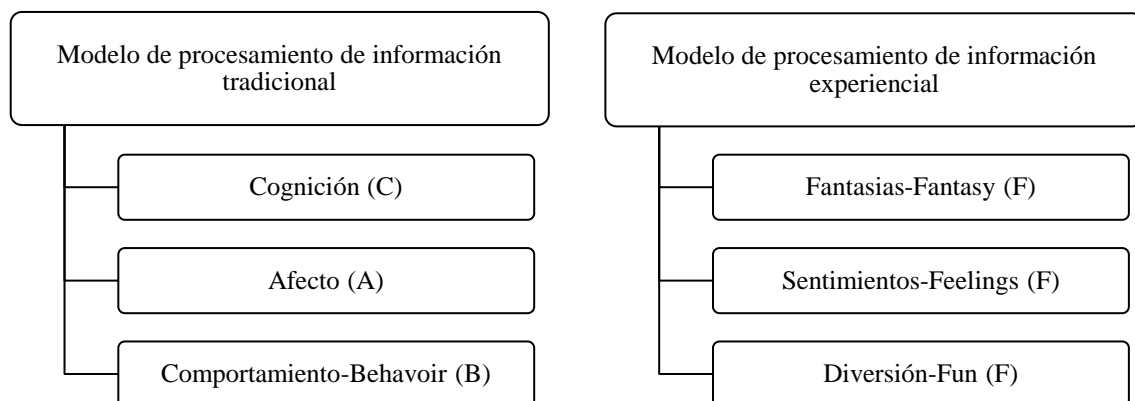 Modelo de procesamiento de información
tradicional
Cognición (C)
Afecto (A)
Comportamiento-Behavoir (B)
Modelo de procesamiento de información
experiencial
Fantasias-Fantasy (F)
Sentimientos-Feelings (F)
Diversión-Fun (F)